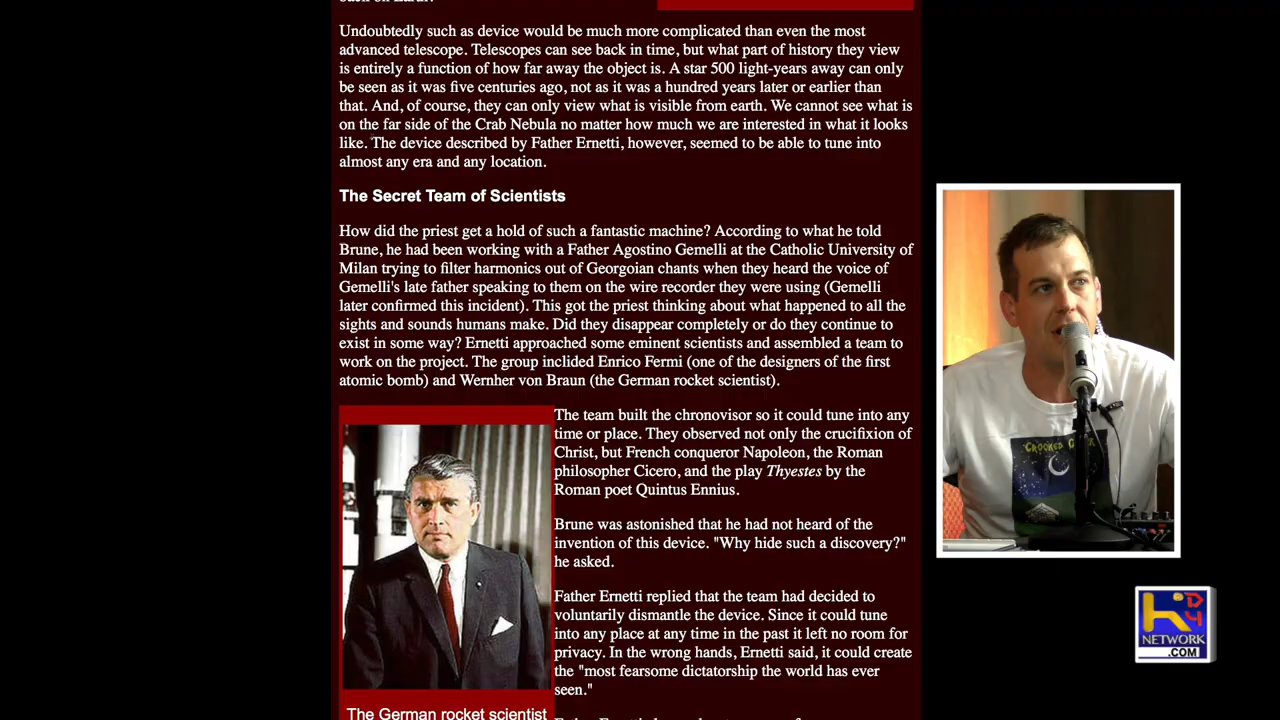 Undoubtedly such as device would be much more complicated than even the most
advanced telescope. Telescopes can see back in time, but what part of history they view
is entirely a function of how far away the object is. A star 500 light-years away can only
be seen as it was five centuries ago, not as it was a hundred years later or earlier than
that. And, of course, they can only view what is visible from earth. We cannot see what is
on the far side of the Crab Nebula no matter how much we are interested in what it looks
like. The device described by Father Ernetti, however, seemed to be able to tune into
almost any era and any location.
The Secret Team of Scientists
How did the priest get a hold of such a fantastic machine? According to what he told
Brune, he had been working with a Father Agostino Gemelli at the Catholic University of
Milan trying to filter harmonics out of Georgoian chants when they heard the voice of
Gemelli's late father speaking to them on the wire recorder they were using (Gemelli
later confirmed this incident). This got the priest thinking about what happened to all the
sights and sounds humans make. Did they disappear completely or do they continue to
exist in some way? Ernetti approached some eminent scientists and assembled a team to
work on the project. The group inclided Enrico Fermi (one of the designers of the first
atomic bomb) and Wernher von Braun (the German rocket scientist).
The team built the chronovisor so it could tune into any
time or place. They observed not only the crucifixion of
Christ, but French conqueror Napoleon, the Roman
philosopher Cicero, and the play Thyestes by the
Roman poet Quintus Ennius.
Brune was astonished that he had not heard of the
invention of this device. "Why hide such a discovery?"
he asked.
Father Ernetti replied that the team had decided to
voluntarily dismantle the device. Since it could tune
into any place at any time in the past it left no room for
privacy. In the wrong hands, Ernetti said, it could create
the "most fearsome dictatorship the world has ever
seen."
The German rocket scientist
CROOKED
NETWORK
.COM